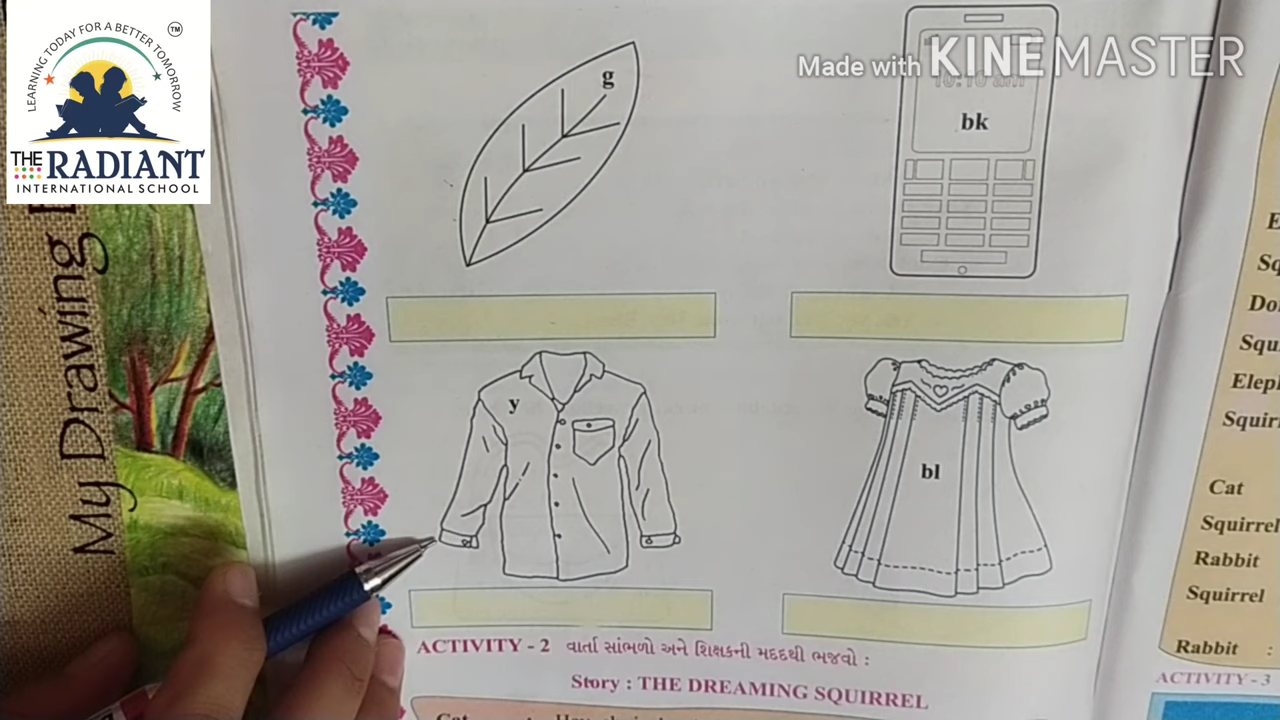 LEARNING TODAY FOR A BETTER TOMORROW
TM
THE RADIANT
INTERNATIONAL SCHOOL
Made with KINEMASTER
My Drawing
g
bk
y
bl
ACTIVITY - 2 વાર્તા સાંભળો અને શિક્ષકની મદદથી ભજવો :
Story : THE DREAMING SQUIRREL
Cat
Squirrel
Rabbit
Squirrel
Rabbit :
ACTIVITY - 3